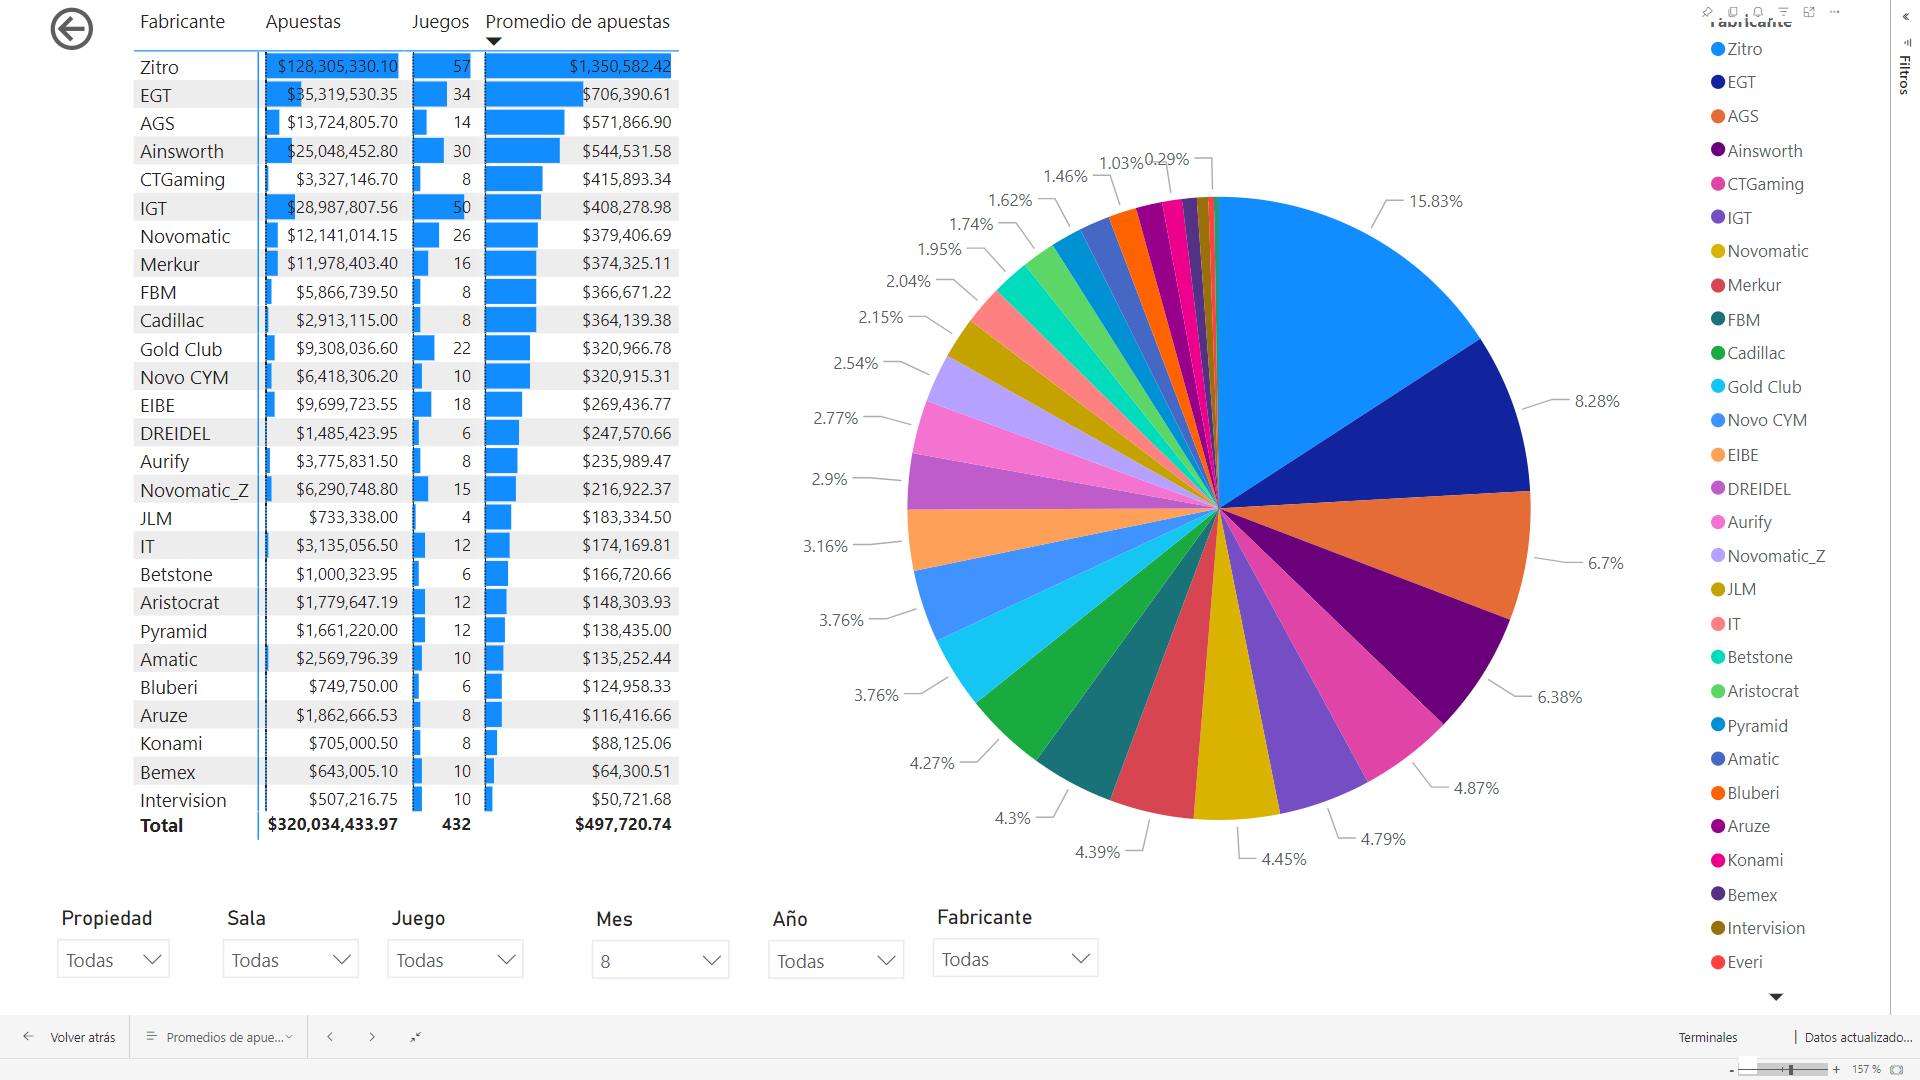 Fabricante Apuestas Juegos Promedio de apuestas
Zitro $128,305,330.10 57 $1,350,582.42
EGT $35,319,530.35 34 $706,390.61
AGS $13,724,805.70 14 $571,866.90
Ainsworth $25,048,452.80 30 $544,531.58
CTGaming $3,327,146.70 8 $415,893.34
IGT $28,987,807.56 50 $408,278.98
Novomatic $12,141,014.15 26 $379,406.69
Merkur $11,978,403.40 16 $374,325.11
FBM $5,866,739.50 8 $366,671.22
Cadillac $2,913,115.00 8 $364,139.38
Gold Club $9,308,036.60 22 $320,966.78
Novo CYM $6,418,306.20 10 $320,915.31
EIBE $9,699,723.55 18 $269,436.77
DREIDEL $1,485,423.95 6 $247,570.66
Aurify $3,775,831.50 8 $235,989.47
Novomatic_Z $6,290,748.80 15 $216,922.37
JLM $733,338.00 4 $183,334.50
IT $3,135,056.50 12 $174,169.81
Betstone $1,000,323.95 6 $166,720.66
Aristocrat $1,779,647.19 12 $148,303.93
Pyramid $1,661,220.00 12 $138,435.00
Amatic $2,569,796.39 10 $135,252.44
Bluberi $749,750.00 6 $124,958.33
Aruze $1,862,666.53 8 $116,416.66
Konami $705,000.50 8 $88,125.06
Bemex $643,005.10 10 $64,300.51
Intervision $507,216.75 10 $50,721.68
Total $320,034,433.97 432 $497,720.74
15.83%
8.28%
6.7%
6.38%
4.87%
4.79%
4.45%
4.39%
4.3%
4.27%
3.76%
3.76%
3.16%
2.9%
2.77%
2.54%
2.15%
2.04%
1.95%
1.74%
1.62%
1.46%
1.03%
0.29%
Fabricante
Zitro
EGT
AGS
Ainsworth
CTGaming
IGT
Novomatic
Merkur
FBM
Cadillac
Gold Club
Novo CYM
EIBE
DREIDEL
Aurify
Novomatic_Z
JLM
IT
Betstone
Aristocrat
Pyramid
Amatic
Bluberi
Aruze
Konami
Bemex
Intervision
Everi
Filtros
Propiedad Sala Juego Mes Año Fabricante
Todas Todas Todas 8 Todas Todas
Volver atrás Promedios de apue... Terminales | Datos actualizado...
- + 157 %